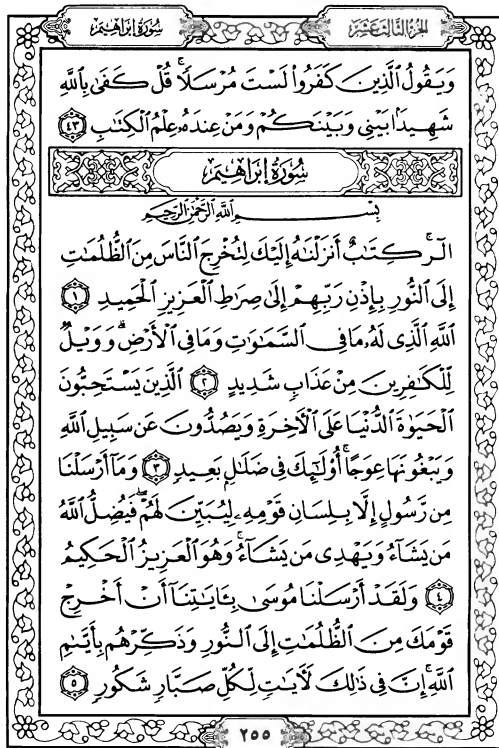 الجزء الثالث عشر
سورة إبراهيم
وَيَقُولُ ٱلَّذِينَ كَفَرُواْ لَسْتَ مُرْسَلًاۚ قُلْ كَفَىٰ بِٱللَّهِ
شَهِيدَۢا بَيْنِي وَبَيْنَكُمْ وَمَنْ عِندَهُۥ عِلْمُ ٱلْكِتَٰبِ ٤٣
سُورَةُ إِبْرَاهِيمَ
بِسْمِ ٱللَّهِ ٱلرَّحْمَٰنِ ٱلرَّحِيمِ
الٓرۚ كِتَٰبٌ أَنزَلْنَٰهُ إِلَيْكَ لِتُخْرِجَ ٱلنَّاسَ مِنَ ٱلظُّلُمَٰتِ
إِلَى ٱلنُّورِ بِإِذْنِ رَبِّهِمْ إِلَىٰ صِرَٰطِ ٱلْعَزِيزِ ٱلْحَمِيدِ ١
ٱللَّهِ ٱلَّذِي لَهُۥ مَا فِي ٱلسَّمَٰوَٰتِ وَمَا فِي ٱلْأَرْضِۗ وَوَيْلٌ
لِّلْكَٰفِرِينَ مِنْ عَذَابٍ شَدِيدٍ ٢ ٱلَّذِينَ يَسْتَحِبُّونَ
ٱلْحَيَوٰةَ ٱلدُّنْيَا عَلَى ٱلْأٓخِرَةِ وَيَصُدُّونَ عَن سَبِيلِ ٱللَّهِ
وَيَبْغُونَهَا عِوَجًاۚ أُوْلَٰٓئِكَ فِي ضَلَٰلِۭ بَعِيدٍ ٣ وَمَآ أَرْسَلْنَا
مِن رَّسُولٍ إِلَّا بِلِسَانِ قَوْمِهِۦ لِيُبَيِّنَ لَهُمْۖ فَيُضِلُّ ٱللَّهُ
مَن يَشَآءُ وَيَهْدِي مَن يَشَآءُۚ وَهُوَ ٱلْعَزِيزُ ٱلْحَكِيمُ
٤ وَلَقَدْ أَرْسَلْنَا مُوسَىٰ بِـَٔايَٰتِنَآ أَنْ أَخْرِجْ
قَوْمَكَ مِنَ ٱلظُّلُمَٰتِ إِلَى ٱلنُّورِ وَذَكِّرْهُم بِأَيَّىٰمِ
ٱللَّهِۚ إِنَّ فِي ذَٰلِكَ لَأٓيَٰتٍ لِّكُلِّ صَبَّارٍ شَكُورٍ ٥
٢٥٥